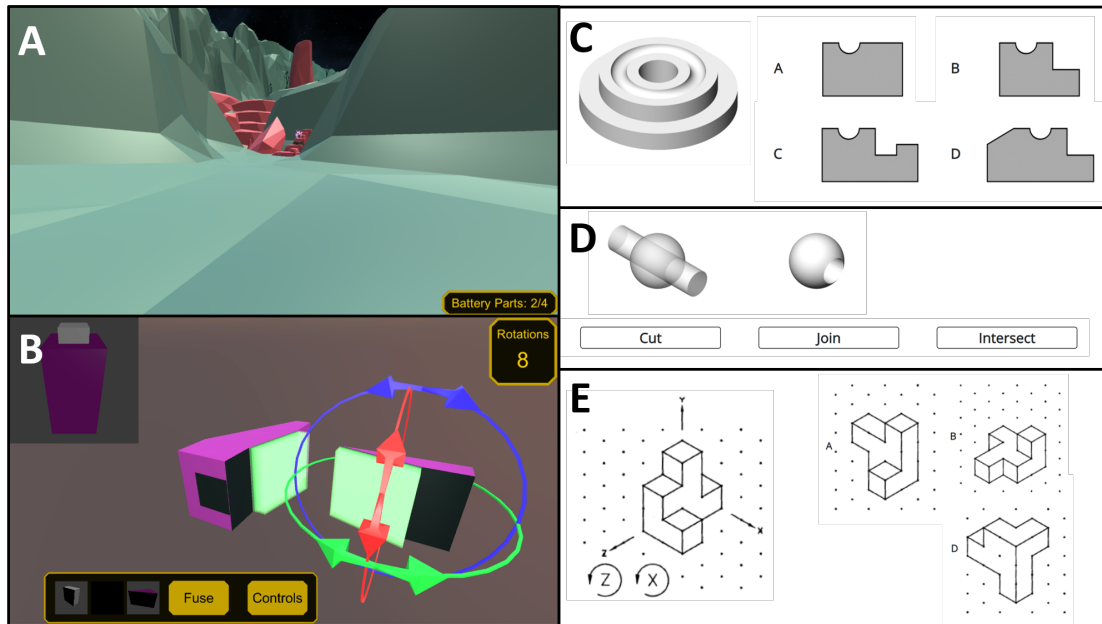 A
Battery Parts: 2/4
B
Rotations
8
Fuse
Controls
C
A
B
C
D
D
Cut
Join
Intersect
E
Y
X
Z
Z
X
A
B
D